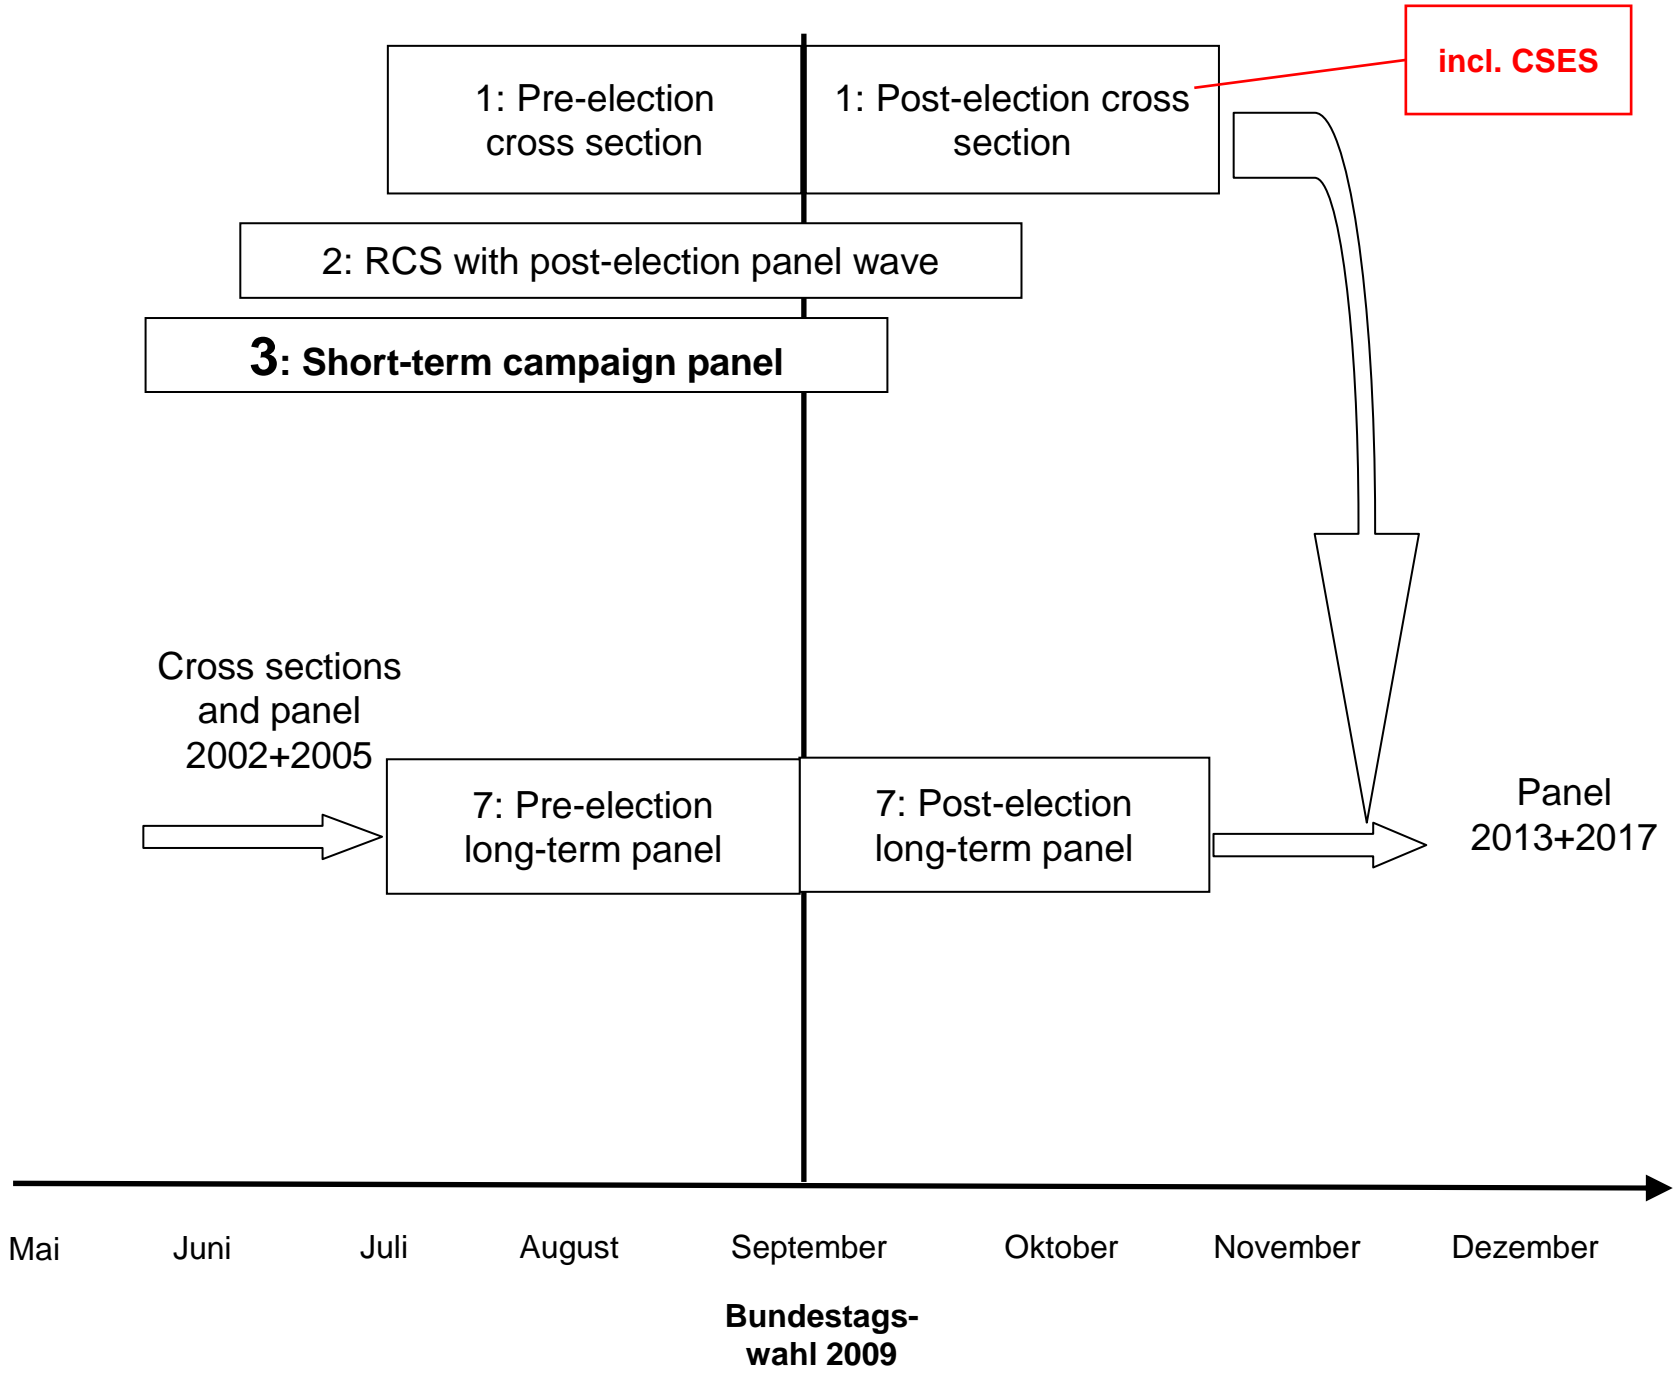 incl. CSES
1: Pre-election
cross section
1: Post-election cross
section
2: RCS with post-election panel wave
3: Short-term campaign panel
Cross sections
and panel
2002+2005
7: Pre-election
long-term panel
7: Post-election
long-term panel
Panel
2013+2017
Mai Juni Juli August September Oktober November Dezember
Bundestags-
wahl 2009